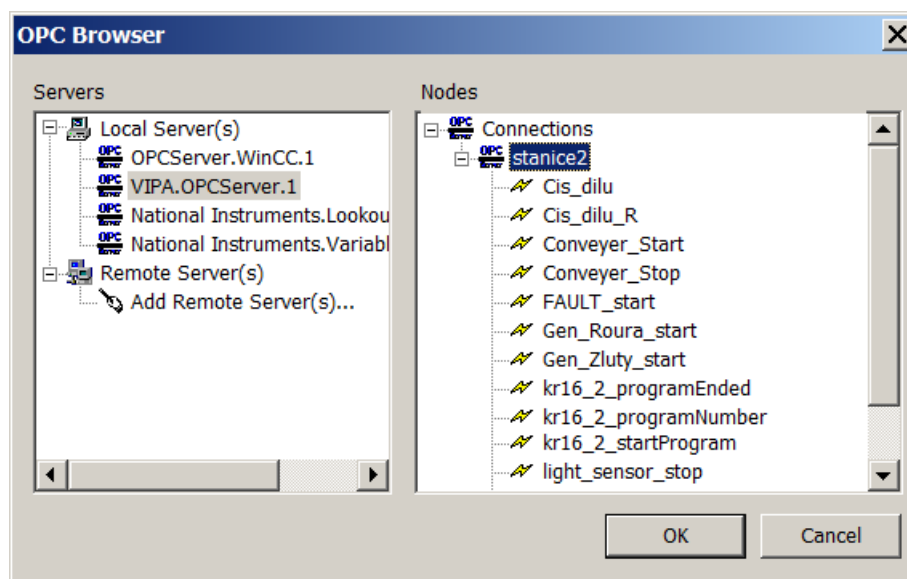 OPC Browser
Servers
Local Server(s)
OPCServer.WinCC.1
VIPA.OPCServer.1
National Instruments.Lookou
National Instruments.Variabl
Remote Server(s)
Add Remote Server(s)...
Nodes
Connections
stanice2
Cis_dilu
Cis_dilu_R
Conveyer_Start
Conveyer_Stop
FAULT_start
Gen_Roura_start
Gen_Zluty_start
kr16_2_programEnded
kr16_2_programNumber
kr16_2_startProgram
light_sensor_stop
OK
Cancel